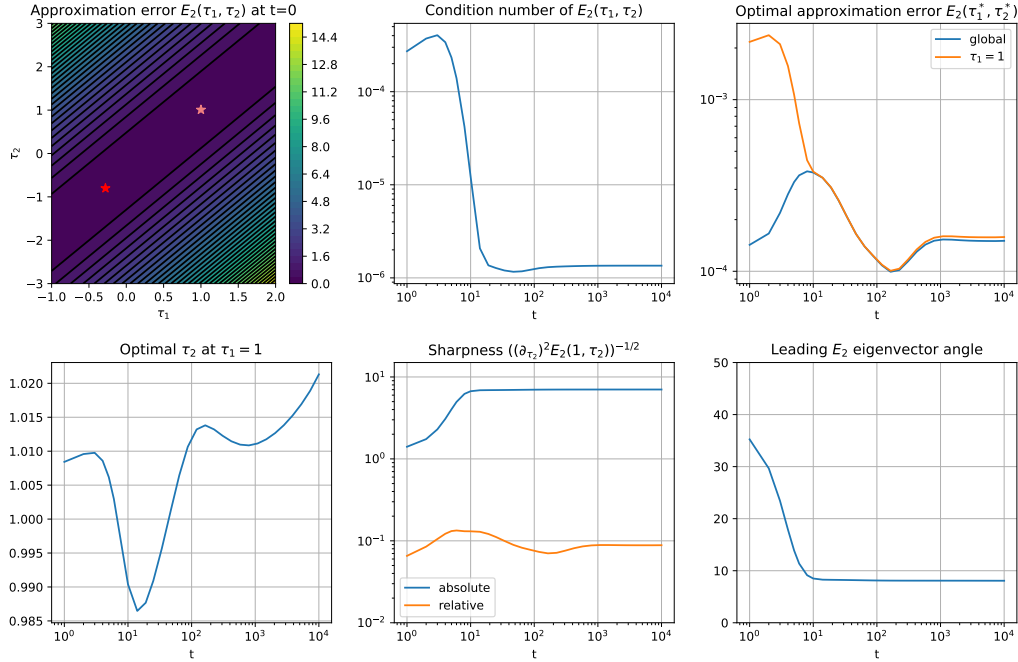 Approximation error E₂(τ₁, τ₂) at t=0
3
2
1
0
−1
−2
−3
τ₂
−1.0 −0.5 0.0 0.5 1.0 1.5 2.0
τ₁
14.4
12.8
11.2
9.6
8.0
6.4
4.8
3.2
1.6
0.0
Condition number of E₂(τ₁, τ₂)
10⁻⁴
10⁻⁵
10⁻⁶
10⁰ 10¹ 10² 10³ 10⁴
t
Optimal approximation error E₂(τ₁*, τ₂*)
global
τ₁ = 1
10⁻³
10⁻⁴
10⁰ 10¹ 10² 10³ 10⁴
t
Optimal τ₂ at τ₁ = 1
1.020
1.015
1.010
1.005
1.000
0.995
0.990
0.985
10⁰ 10¹ 10² 10³ 10⁴
t
Sharpness ((∂τ₂)²E₂(1, τ₂))⁻¹/²
10¹
10⁰
10⁻¹
10⁻²
absolute
relative
10⁰ 10¹ 10² 10³ 10⁴
t
Leading E₂ eigenvector angle
50
40
30
20
10
0
10⁰ 10¹ 10² 10³ 10⁴
t